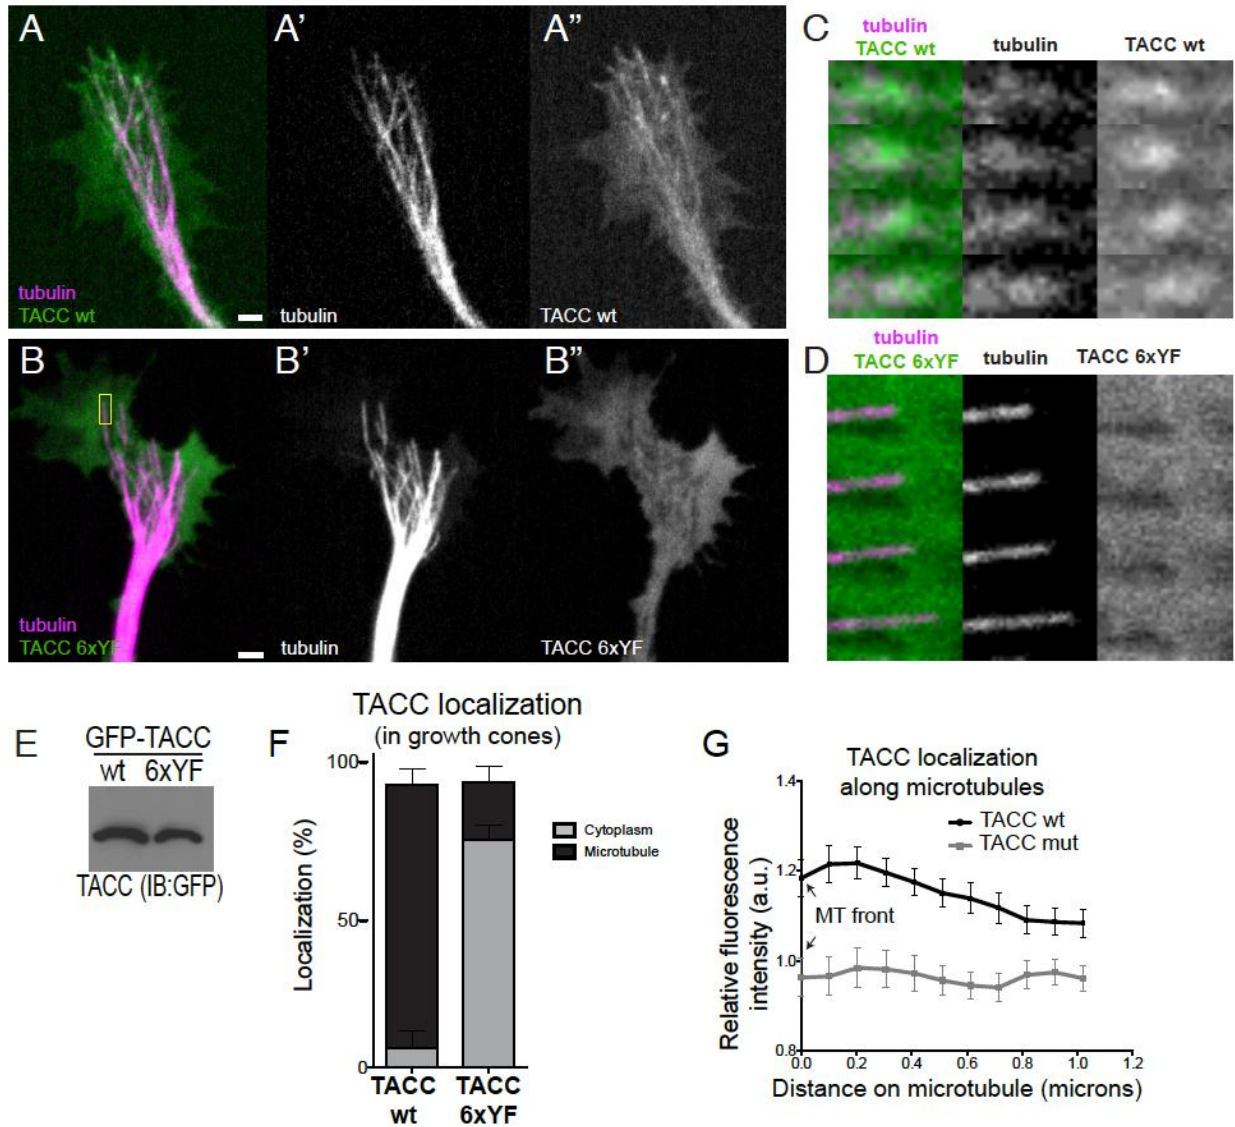 A
A'
A”
tubulin
TACC wt
tubulin
TACC wt
B
B'
B”
tubulin
TACC 6xYF
tubulin
TACC 6xYF
C
tubulin
TACC wt
tubulin
TACC wt
D
tubulin
TACC 6xYF
tubulin
TACC 6xYF
E
GFP-TACC
wt 6xYF
TACC (IB:GFP)
F
TACC localization
(in growth cones)
Localization (%)
100
50
0
TACC
wt
TACC
6xYF
Cytoplasm
Microtubule
G
TACC localization
along microtubules
TACC wt
TACC mut
MT front
Relative fluorescence
intensity (a.u.)
1.4
1.2
1.0
0.8
0.0 0.2 0.4 0.6 0.8 1.0 1.2
Distance on microtubule (microns)